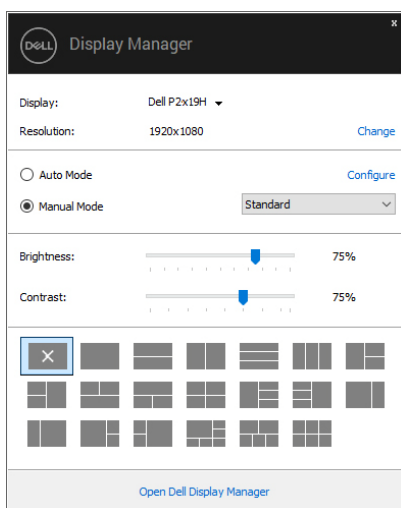 x
DELL Display Manager
Display: Dell P2x19H
Resolution: 1920x1080 Change
Auto Mode Configure
Manual Mode Standard
Brightness: 75%
Contrast: 75%
Open Dell Display Manager